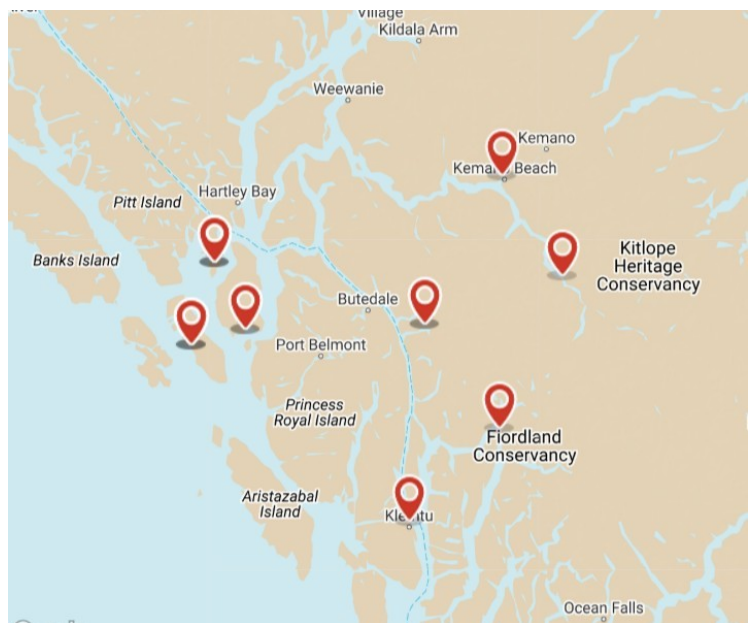 Village
Kildala Arm
Weewanie
Kemano
Beach
Hartley Bay
Pitt Island
Banks Island
Kitlope
Heritage
Conservancy
Butedale
Port Belmont
Princess
Royal Island
Fiordland
Conservancy
Aristazabal
Island
Ocean Falls